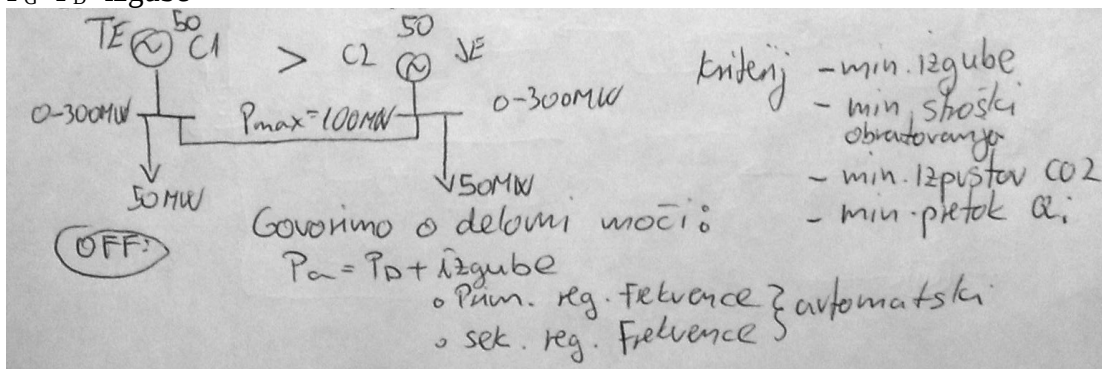 50
TE C1 > C2 50 JE
0-300MW Pmax=100MW 0-300MW
50MW 50MW
kriterij - min. izgube
- min. stroški
obratovanja
- min. izpustov CO2
- min. pretok Qi
Govorimo o delovni moči:
OFF:
PG = PD + izgube
• Prim. reg. frekvence } avtomatski
• sek. reg. Frekvence